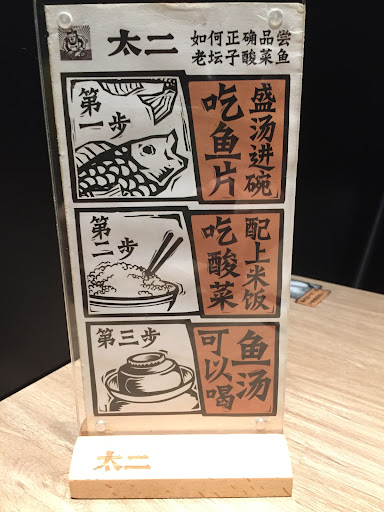 太二
如何正确品尝
老坛子酸菜鱼
第一步
盛汤进碗
吃鱼片
第二步
配上米饭
吃酸菜
第三步
鱼汤
可以喝
太二